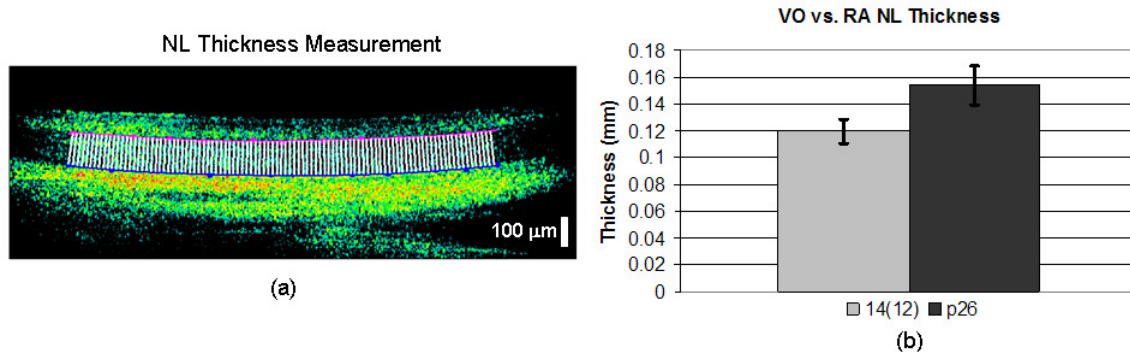 NL Thickness Measurement
100 µm
(a)
VO vs. RA NL Thickness
Thickness (mm)
0.18
0.16
0.14
0.12
0.1
0.08
0.06
0.04
0.02
0
14(12) p26
(b)